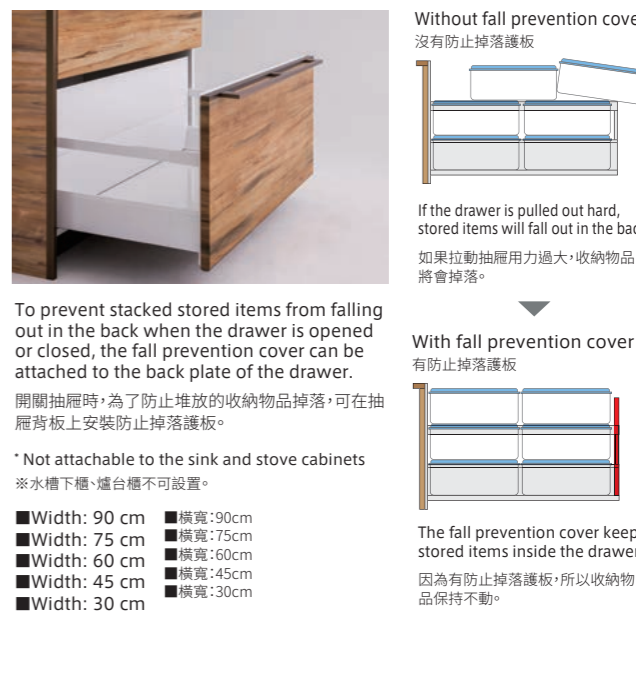 To prevent stacked stored items from falling
out in the back when the drawer is opened
or closed, the fall prevention cover can be
attached to the back plate of the drawer.
開關抽屜時,為了防止堆放的收納物品掉落,可在抽
屜背板上安裝防止掉落護板。
* Not attachable to the sink and stove cabinets
※水槽下櫃、爐台櫃不可設置。
■Width: 90 cm
■Width: 75 cm
■Width: 60 cm
■Width: 45 cm
■Width: 30 cm
■橫寬:90cm
■橫寬:75cm
■橫寬:60cm
■橫寬:45cm
■橫寬:30cm
Without fall prevention
沒有防止掉落護板
If the drawer is pulled out hard,
stored items will fall out in the
如果拉動抽屜用力過大,收納物品
將會掉落。
With fall prevention cover
有防止掉落護板
The fall prevention cover
stored items inside the
因為有防止掉落護板,所以收納物
品保持不動。